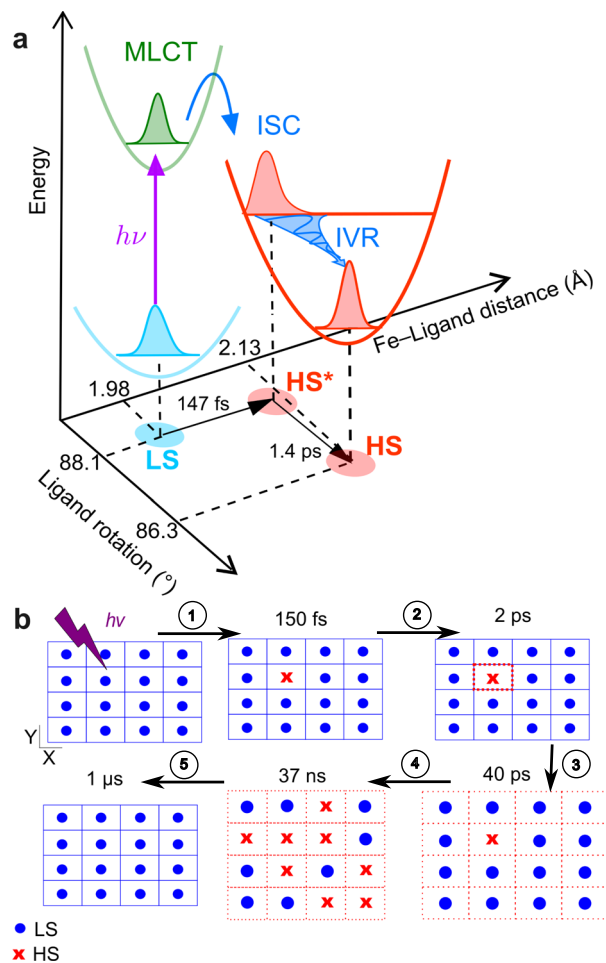 a
MLCT
ISC
Energy
hν
IVR
Fe–Ligand distance (Å)
2.13
1.98
HS*
147 fs
LS
1.4 ps
HS
88.1
86.3
Ligand rotation (°)
b
hν
1
150 fs
2
2 ps
Y
X
3
1 µs
5
37 ns
4
40 ps
LS
HS